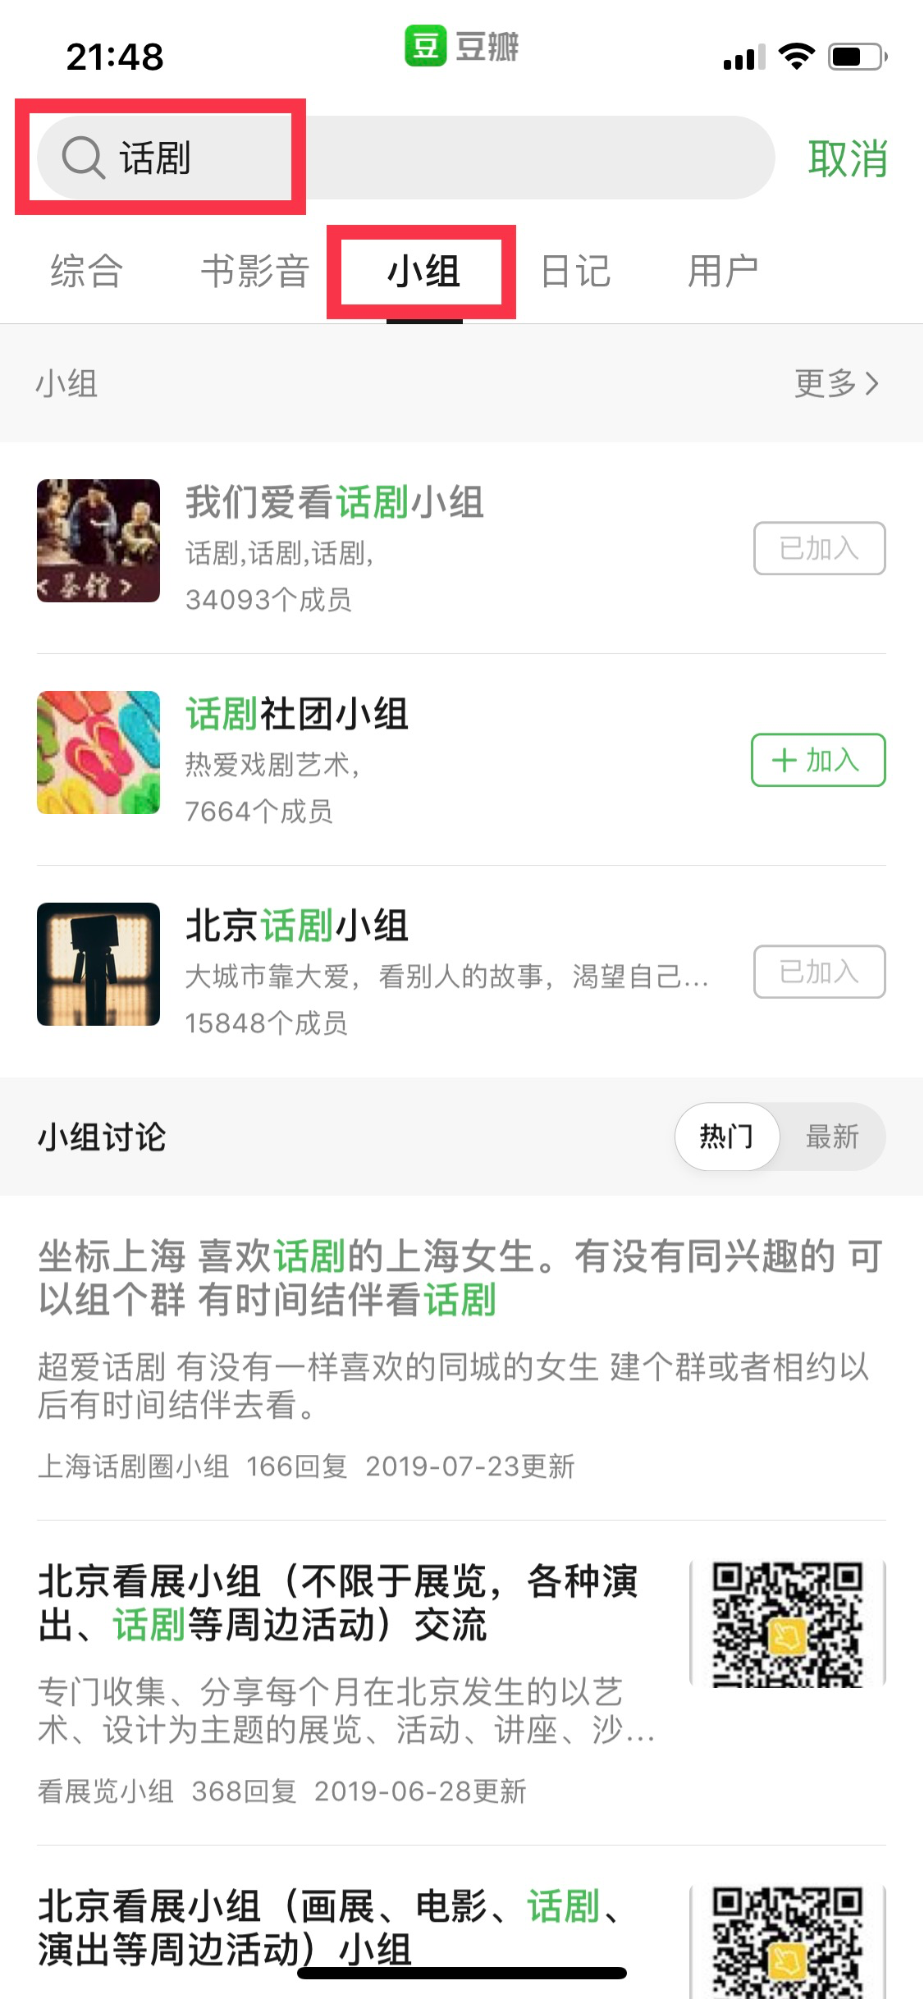 21:48
豆 豆瓣
话剧
取消
综合 书影音 小组 日记 用户
小组 更多
我们爱看话剧小组
话剧,话剧,话剧,
34093个成员
已加入
<茶馆>
话剧社团小组
热爱戏剧艺术,
7664个成员
加入
北京话剧小组
大城市靠大爱，看别人的故事，渴望自己...
15848个成员
已加入
小组讨论 热门 最新
坐标上海 喜欢话剧的上海女生。有没有同兴趣的 可
以组个群 有时间结伴看话剧
超爱话剧 有没有一样喜欢的同城的女生 建个群或者相约以
后有时间结伴去看。
上海话剧圈小组 166回复 2019-07-23更新
北京看展小组（不限于展览，各种演
出、话剧等周边活动）交流
专门收集、分享每个月在北京发生的以艺
术、设计为主题的展览、活动、讲座、沙...
看展览小组 368回复 2019-06-28更新
北京看展小组（画展、电影、话剧、
演出等周边活动）小组